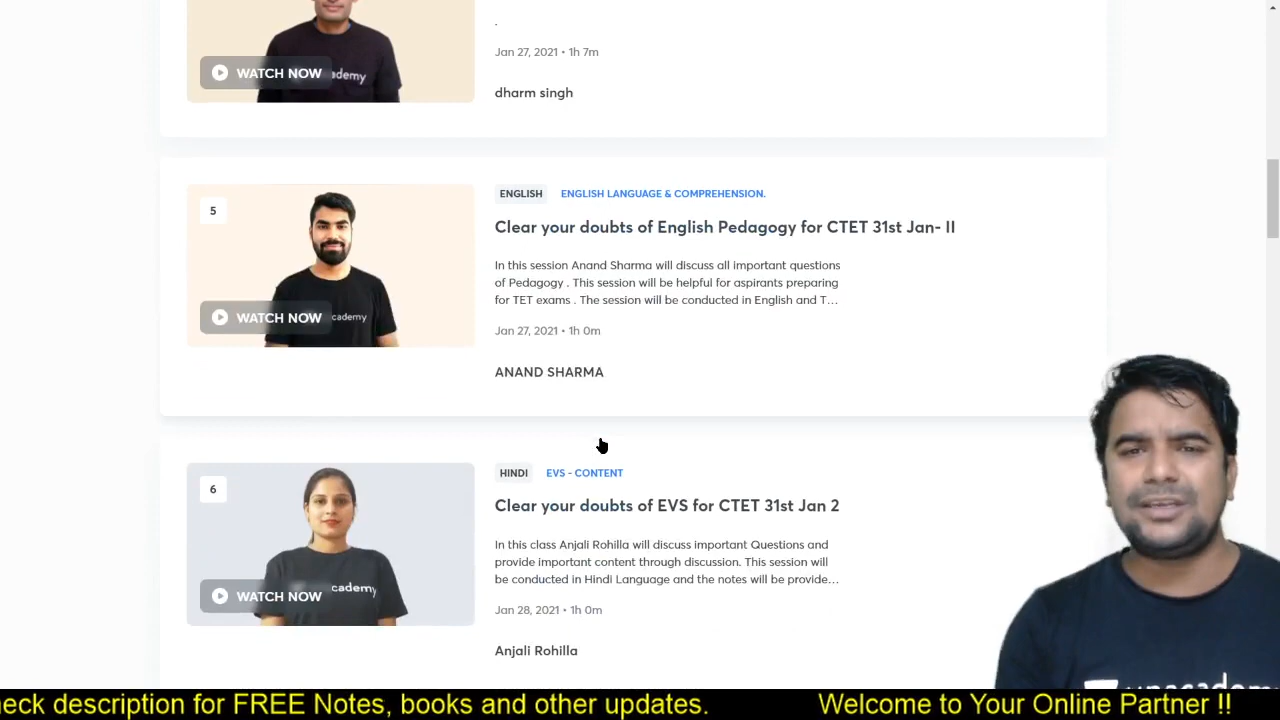 .
Jan 27, 2021 • 1h 7m
WATCH NOW
ademy
dharm singh
5
ENGLISH ENGLISH LANGUAGE & COMPREHENSION.
Clear your doubts of English Pedagogy for CTET 31st Jan- II
In this session Anand Sharma will discuss all important questions
of Pedagogy . This session will be helpful for aspirants preparing
for TET exams . The session will be conducted in English and T…
WATCH NOW
cademy
Jan 27, 2021 • 1h 0m
ANAND SHARMA
6
HINDI EVS - CONTENT
Clear your doubts of EVS for CTET 31st Jan 2
In this class Anjali Rohilla will discuss important Questions and
provide important content through discussion. This session will
be conducted in Hindi Language and the notes will be provide…
WATCH NOW
cademy
Jan 28, 2021 • 1h 0m
Anjali Rohilla
eck description for FREE Notes, books and other updates. Welcome to Your Online Partner !!